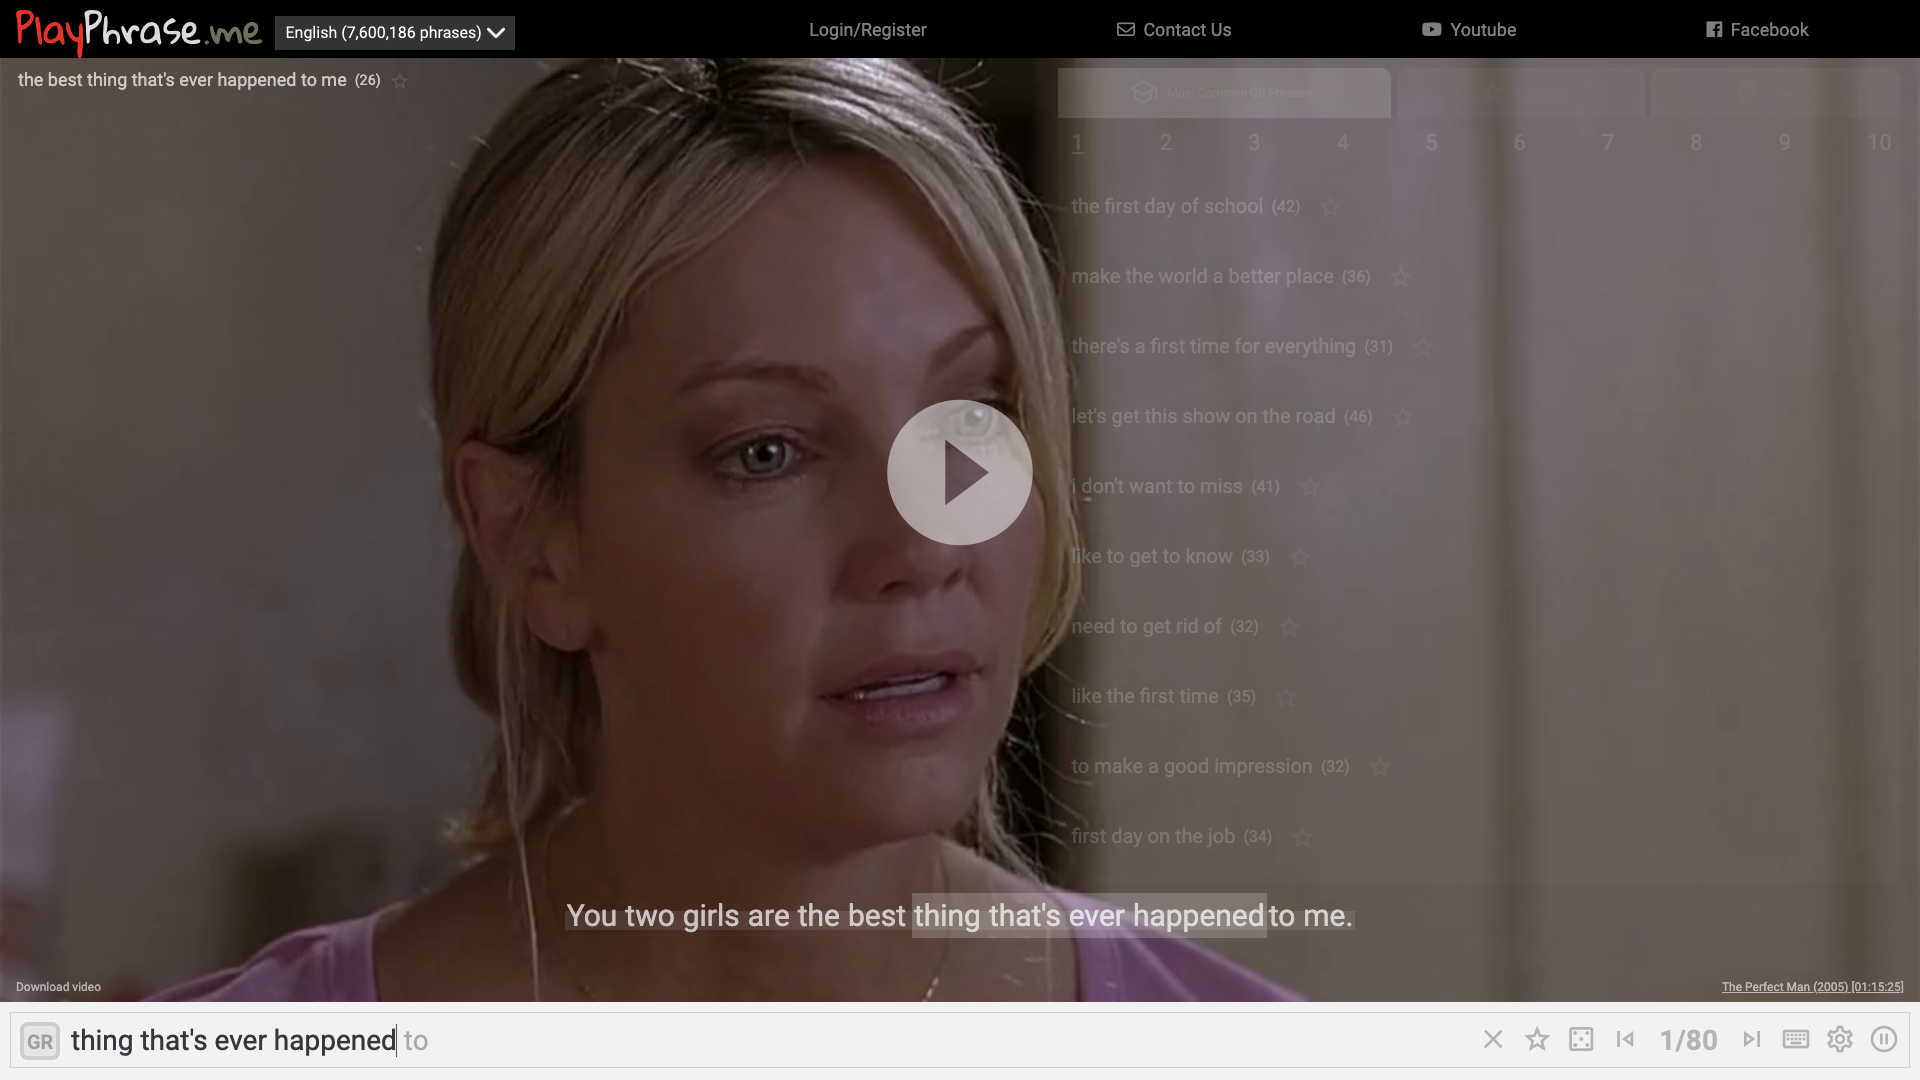 PlayPhrase.me
English (7,600,186 phrases)
Login/Register
Contact Us
Youtube
Facebook
the best thing that's ever happened to me (26)
Most Common DB Phrases
1 2 3 4 5 6 7 8 9 10
the first day of school (42)
make the world a better place (36)
there's a first time for everything (31)
let's get this show on the road (46)
i don't want to miss (41)
like to get to know (33)
need to get rid of (32)
like the first time (35)
to make a good impression (32)
first day on the job (34)
You two girls are the best thing that's ever happened to me.
Download video
The Perfect Man (2005) [01:15:25]
GR thing that's ever happened to
1/80